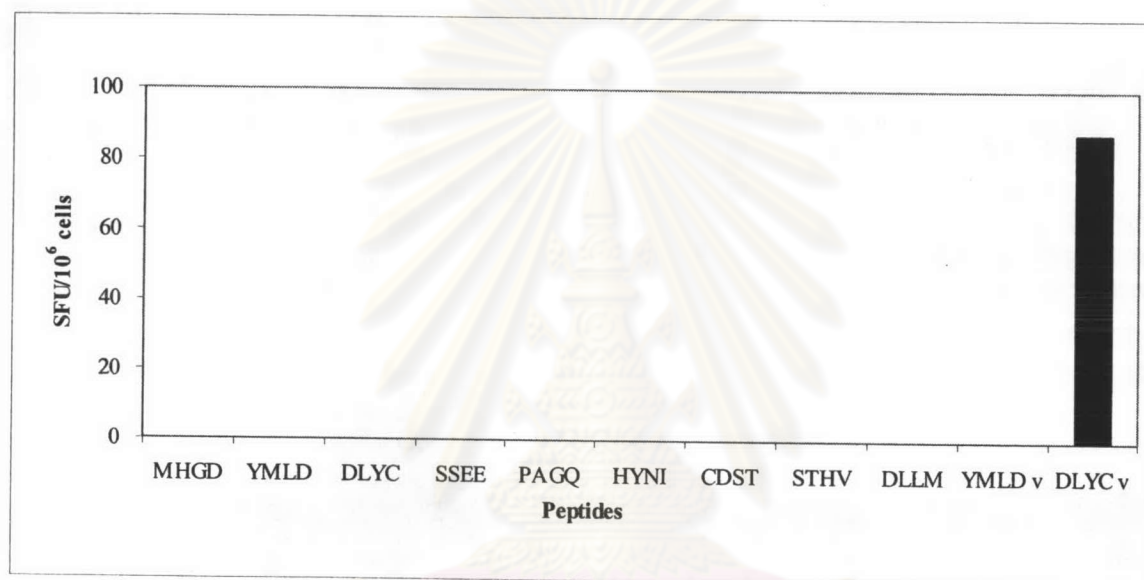 100
80
60
40
20
0
SFU/10⁶ cells
MHGD YMLD DLYC SSEE PAGQ HYNI CDST STHV DLLM YMLD v DLYC v
Peptides